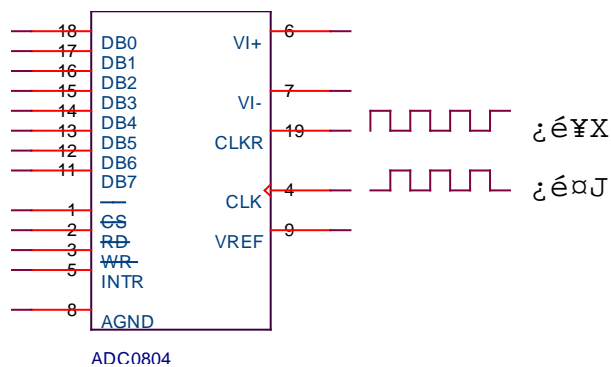 18 DB0 VI+ 6
17 DB1
16 DB2
15 DB3 VI- 7
14 DB4
13 DB5 CLKR 19 ¿é¥X
12 DB6
11 DB7
CLK 4 ¿é¤J
1 CS
2 RD VREF 9
3 WR
5 INTR
8 AGND
ADC0804